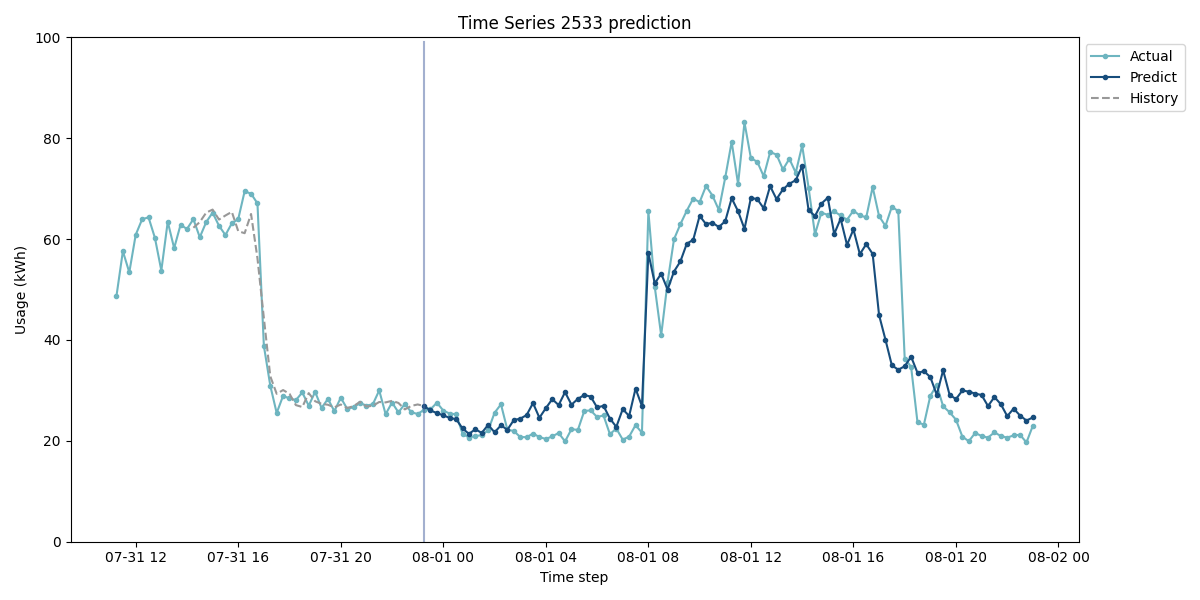 Time Series 2533 prediction
100
80
60
40
20
0
Usage (kWh)
07-31 12
07-31 16
07-31 20
08-01 00
08-01 04
08-01 08
08-01 12
08-01 16
08-01 20
08-02 00
Time step
Actual
Predict
History